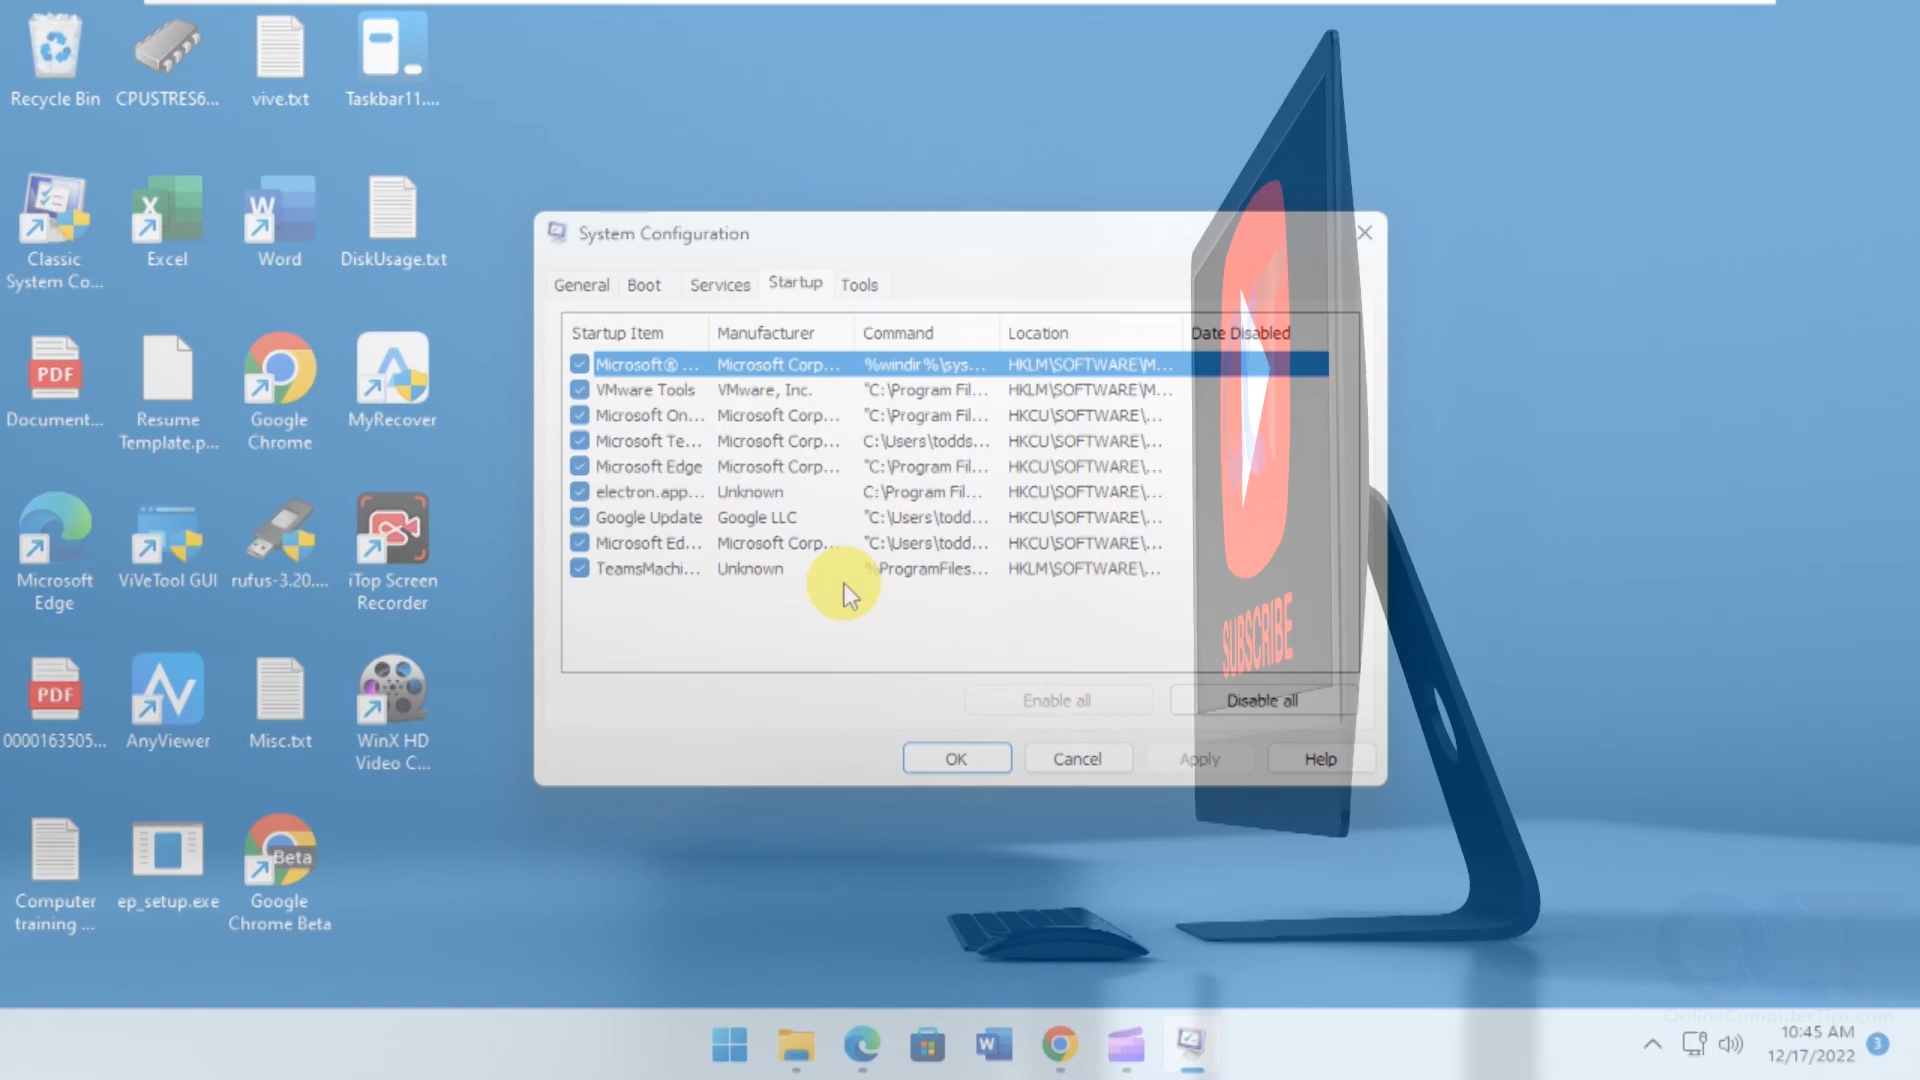 Recycle Bin
CPUSTRES6...
vive.txt
Taskbar11....
Classic
System Co...
Excel
Word
DiskUsage.txt
PDF
Document...
Resume
Template.p...
Google
Chrome
MyRecover
Microsoft
Edge
ViVeTool GUI
rufus-3.20....
iTop Screen
Recorder
PDF
0000163505...
AnyViewer
Misc.txt
WinX HD
Video C...
Computer
training ...
ep_setup.exe
Beta
Google
Chrome Beta
System Configuration
General Boot Services Startup Tools
Startup Item Manufacturer Command Location Date Disabled
Microsoft® ... Microsoft Corp... %windir%\sys... HKLM\SOFTWARE\M...
VMware Tools VMware, Inc. "C:\Program Fil... HKLM\SOFTWARE\M...
Microsoft On... Microsoft Corp... "C:\Program Fil... HKCU\SOFTWARE\...
Microsoft Te... Microsoft Corp... C:\Users\todds... HKCU\SOFTWARE\...
Microsoft Edge Microsoft Corp... "C:\Program Fil... HKCU\SOFTWARE\...
electron.app... Unknown C:\Program Fil... HKCU\SOFTWARE\...
Google Update Google LLC "C:\Users\todd... HKCU\SOFTWARE\...
Microsoft Ed... Microsoft Corp... "C:\Users\todd... HKCU\SOFTWARE\...
TeamsMachi... Unknown %ProgramFiles... HKLM\SOFTWARE\...
SUBSCRIBE
Enable all Disable all
OK Cancel Apply Help
OCT
OnlineComputerTips.com
10:45 AM
12/17/2022
3